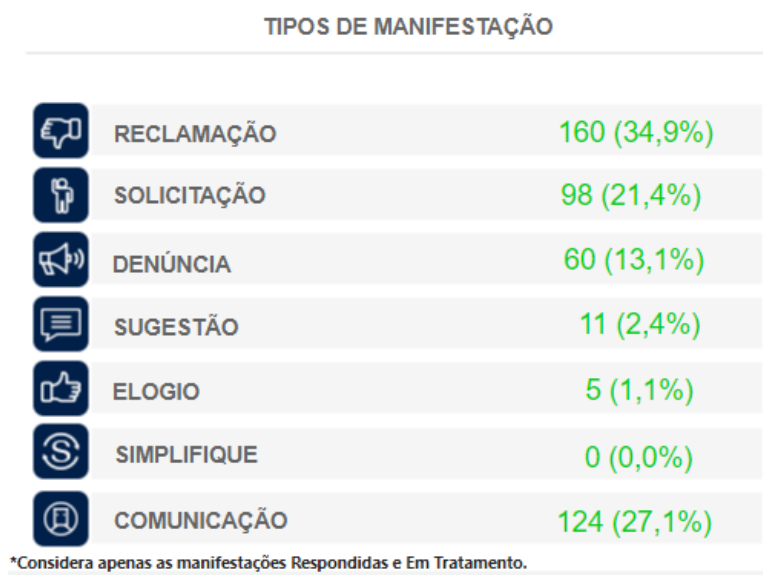 TIPOS DE MANIFESTAÇÃO
RECLAMAÇÃO 160 (34,9%)
SOLICITAÇÃO 98 (21,4%)
DENÚNCIA 60 (13,1%)
SUGESTÃO 11 (2,4%)
ELOGIO 5 (1,1%)
SIMPLIFIQUE 0 (0,0%)
COMUNICAÇÃO 124 (27,1%)
*Considera apenas as manifestações Respondidas e Em Tratamento.